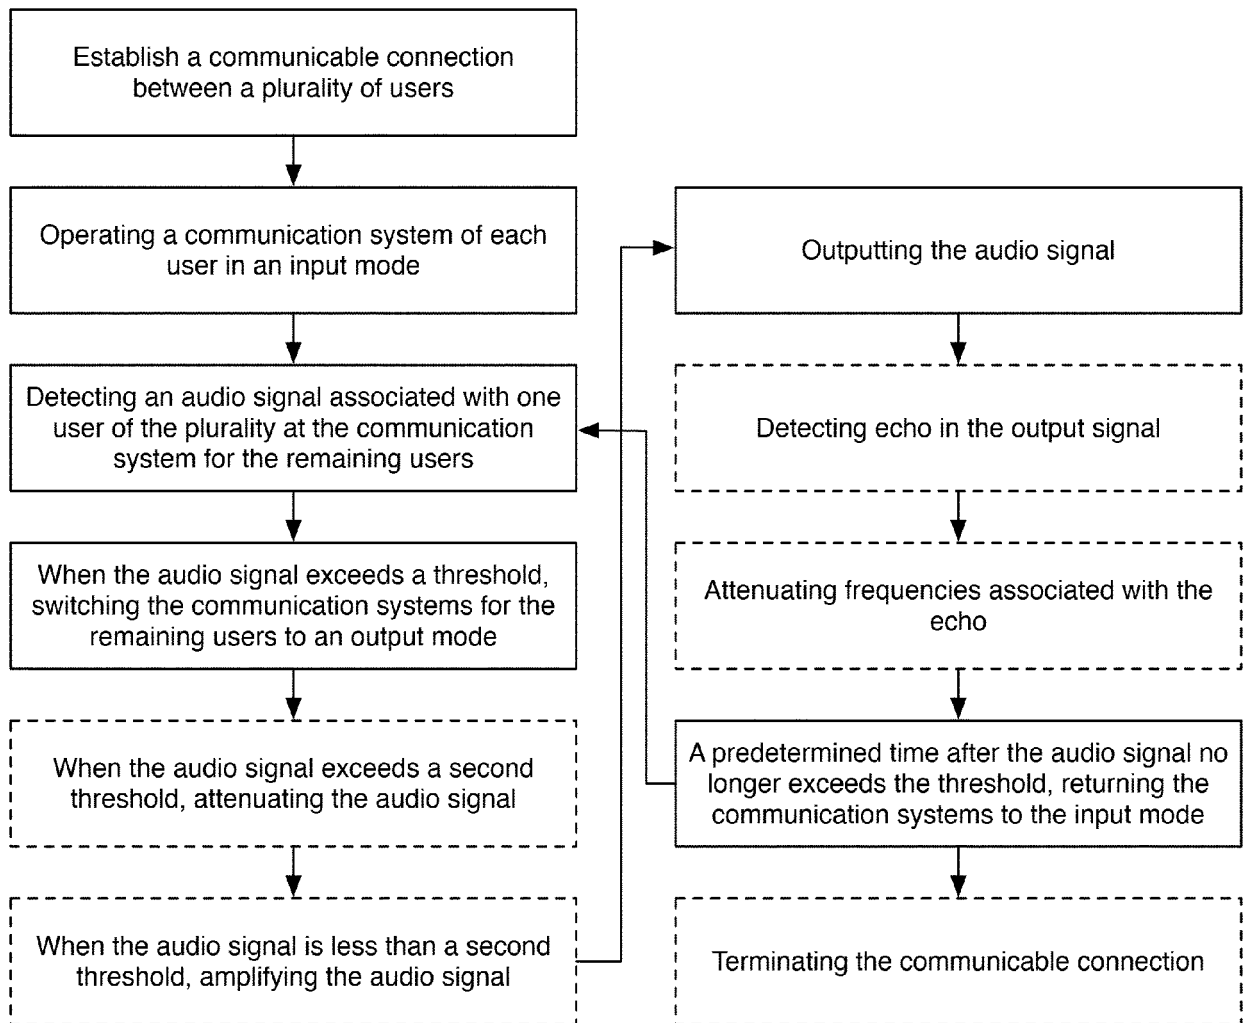 Establish a communicable connection
between a plurality of users
Operating a communication system of each
user in an input mode
Detecting an audio signal associated with one
user of the plurality at the communication
system for the remaining users
When the audio signal exceeds a threshold,
switching the communication systems for the
remaining users to an output mode
When the audio signal exceeds a second
threshold, attenuating the audio signal
When the audio signal is less than a second
threshold, amplifying the audio signal
Outputting the audio signal
Detecting echo in the output signal
Attenuating frequencies associated with the
echo
A predetermined time after the audio signal no
longer exceeds the threshold, returning the
communication systems to the input mode
Terminating the communicable connection